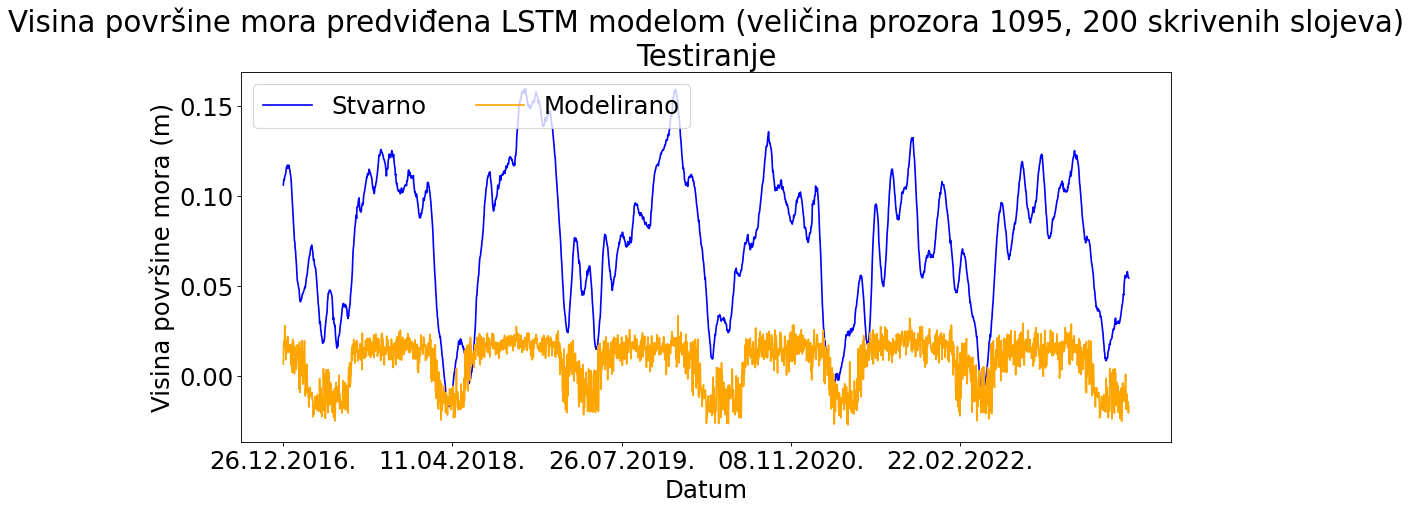 Visina površine mora predviđena LSTM modelom (veličina prozora 1095, 200 skrivenih slojeva)
Testiranje
Stvarno Modelirano
Visina površine mora (m)
0.15
0.10
0.05
0.00
26.12.2016. 11.04.2018. 26.07.2019. 08.11.2020. 22.02.2022.
Datum